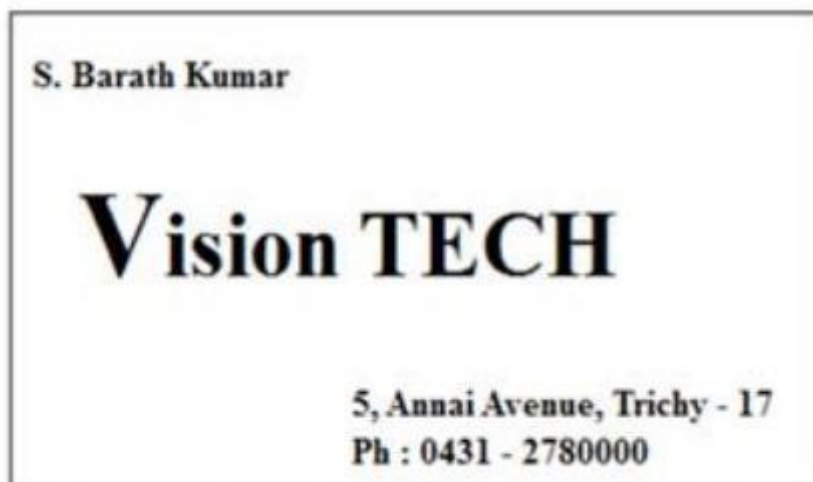 S. Barath Kumar
Vision TECH
5, Annai Avenue, Trichy - 17
Ph : 0431 - 2780000